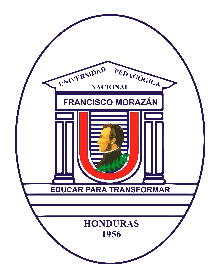 UNIVERSIDAD PEDAGÓGICA
NACIONAL
FRANCISCO MORAZÁN
EDUCAR PARA TRANSFORMAR
HONDURAS
1956